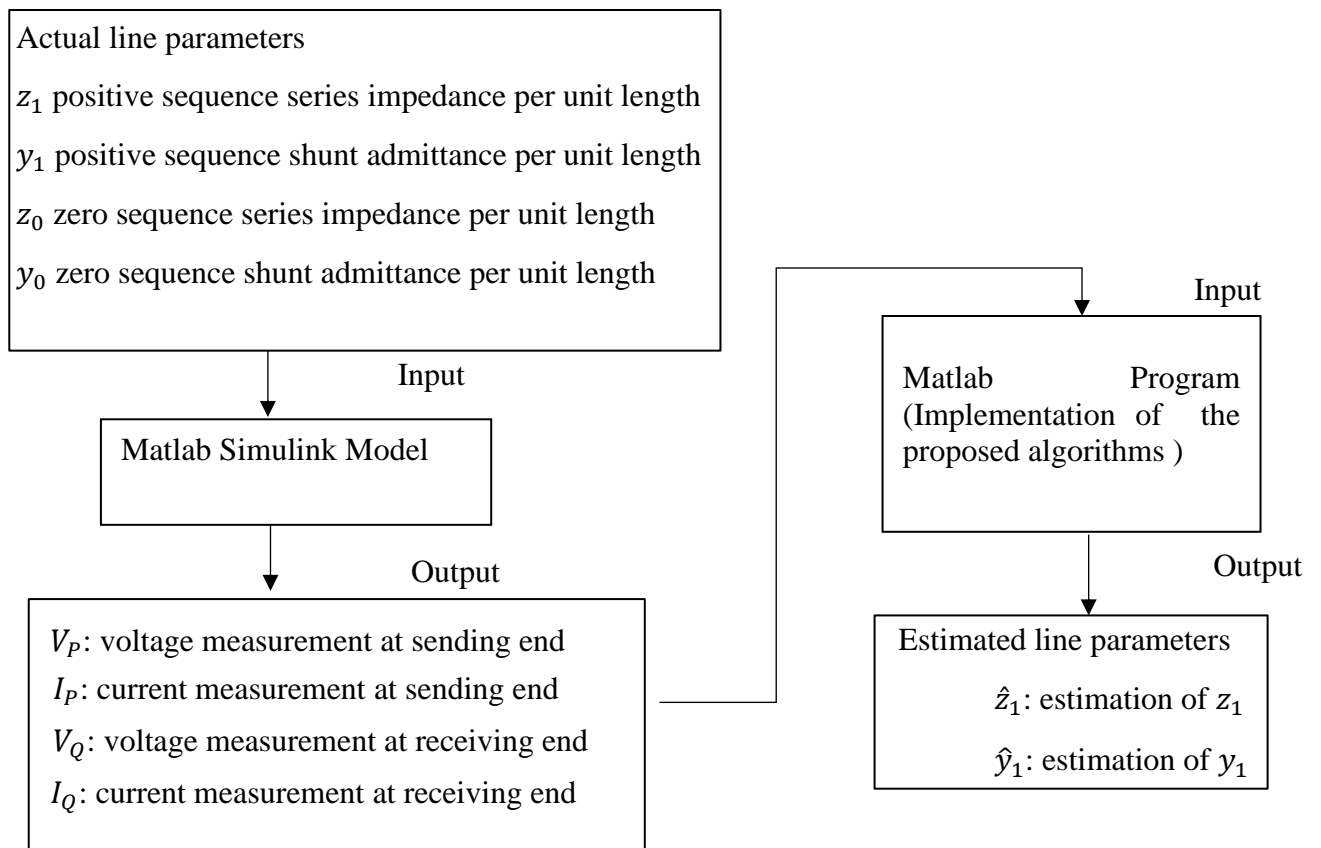 Actual line parameters
z₁ positive sequence series impedance per unit length
y₁ positive sequence shunt admittance per unit length
z₀ zero sequence series impedance per unit length
y₀ zero sequence shunt admittance per unit length
Input
Matlab Simulink Model
Output
V_P: voltage measurement at sending end
I_P: current measurement at sending end
V_Q: voltage measurement at receiving end
I_Q: current measurement at receiving end
Input
Matlab Program
(Implementation of the
proposed algorithms )
Output
Estimated line parameters
ẑ₁: estimation of z₁
ŷ₁: estimation of y₁